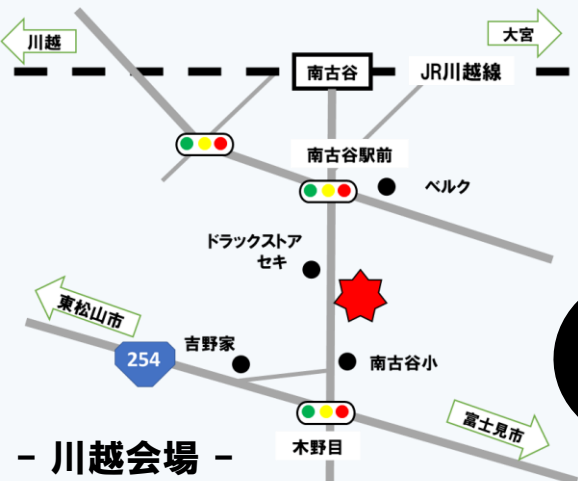 川越
大宮
南古谷
JR川越線
南古谷駅前
ベルク
ドラックストア
セキ
東松山市
吉野家
254
南古谷小
富士見市
木野目
- 川越会場 -